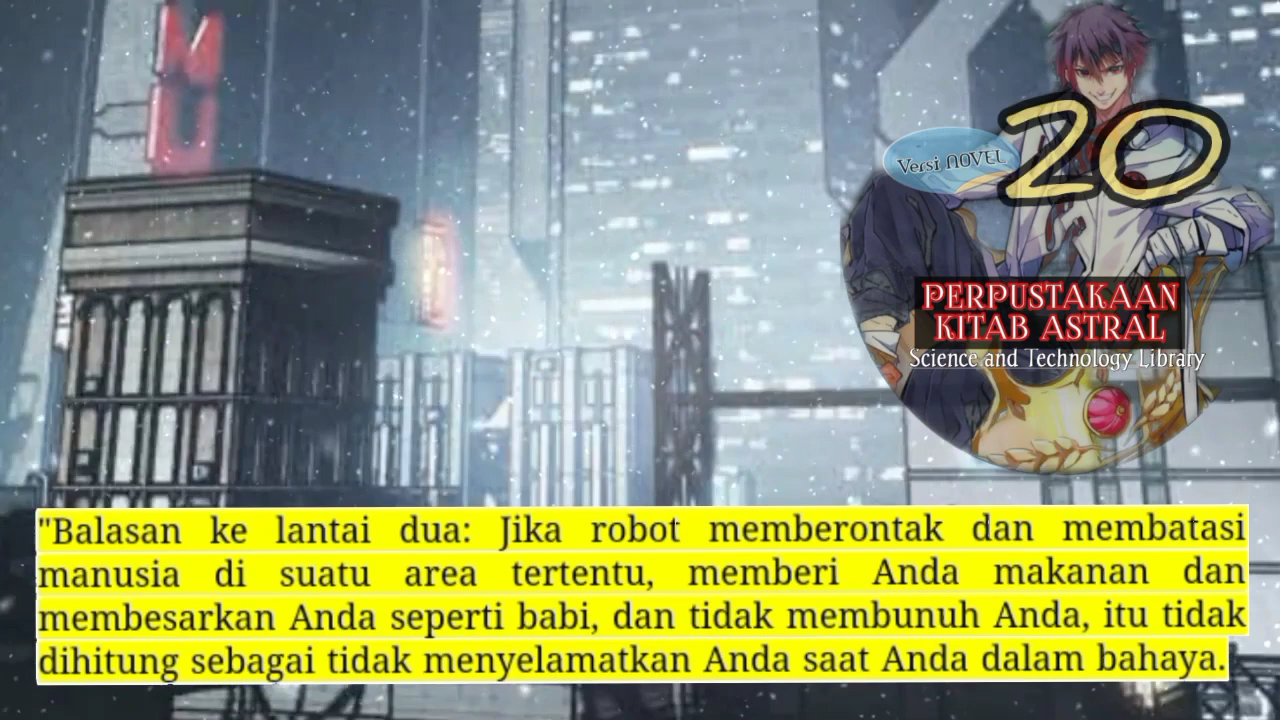 MU
Versi NOVEL
20
PERPUSTAKAAN
KITAB ASTRAL
Science and Technology Library
"Balasan ke lantai dua: Jika robot memberontak dan membatasi
manusia di suatu area tertentu, memberi Anda makanan dan
membesarkan Anda seperti babi, dan tidak membunuh Anda, itu tidak
dihitung sebagai tidak menyelamatkan Anda saat Anda dalam bahaya.